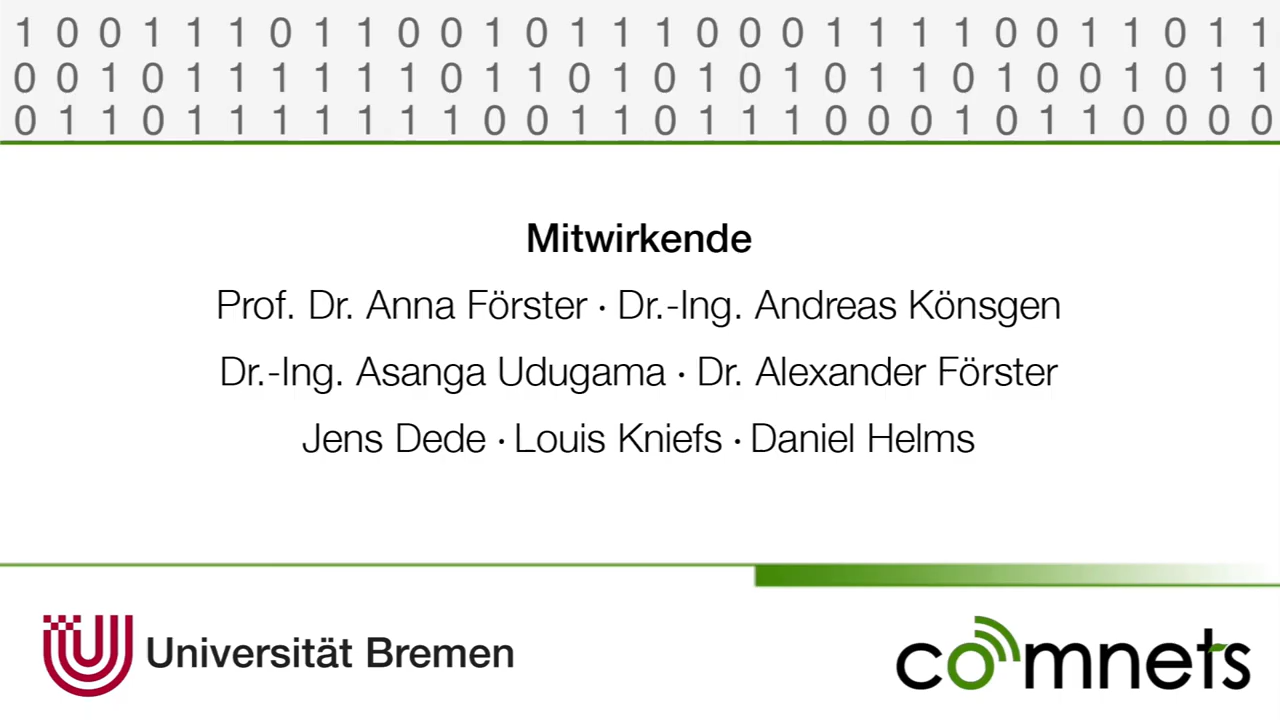 1 0 0 1 1 1 0 1 1 0 0 1 0 1 1 1 0 0 0 1 1 1 1 0 0 1 1 0 1 1
0 0 1 0 1 1 1 1 1 1 0 1 1 0 1 0 1 0 1 0 1 1 0 1 0 0 1 0 1 1
0 1 1 0 1 1 1 1 1 1 1 0 0 1 1 0 1 1 1 0 0 0 1 0 1 1 0 0 0 0
Mitwirkende
Prof. Dr. Anna Förster · Dr.-Ing. Andreas Könsgen
Dr.-Ing. Asanga Udugama · Dr. Alexander Förster
Jens Dede · Louis Kniefs · Daniel Helms
Universität Bremen
comnets